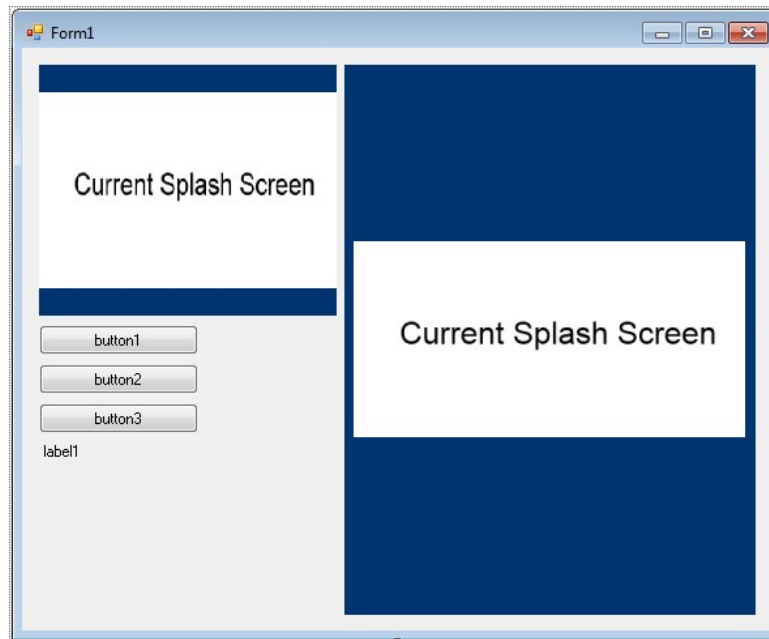 Form1
Current Splash Screen
button1
button2
button3
label1
Current Splash Screen